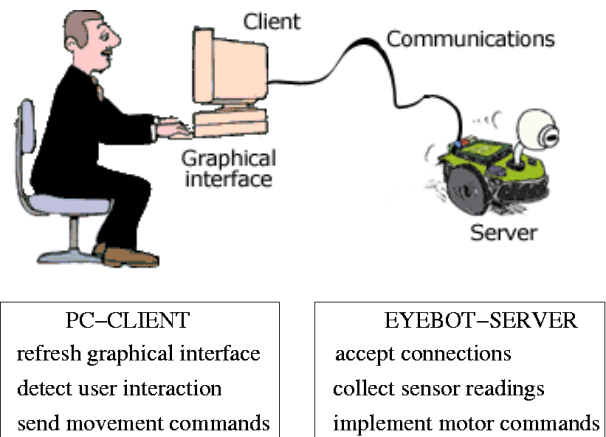 Client
Communications
Graphical
interface
Server
PC−CLIENT
refresh graphical interface
detect user interaction
send movement commands
EYEBOT−SERVER
accept connections
collect sensor readings
implement motor commands